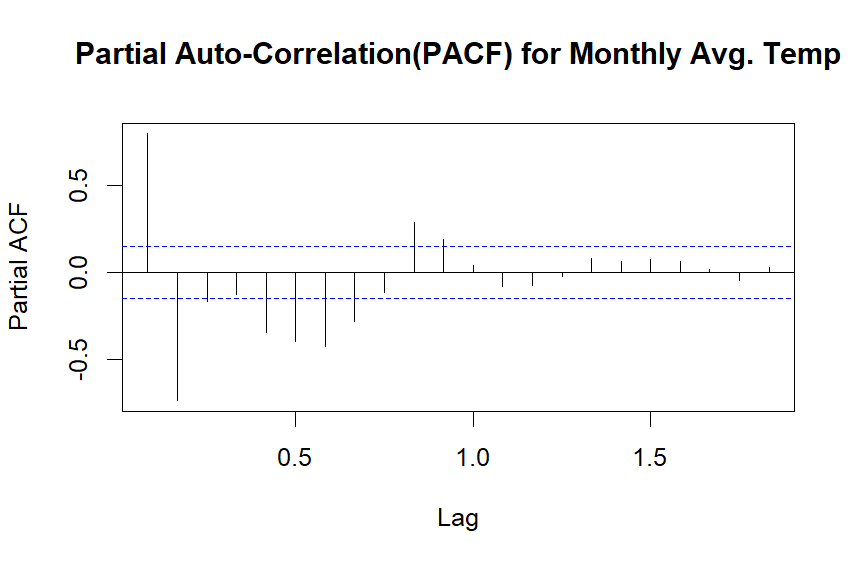 Partial Auto-Correlation(PACF) for Monthly Avg. Temp
Partial ACF
0.5
0.0
-0.5
0.5 1.0 1.5
Lag